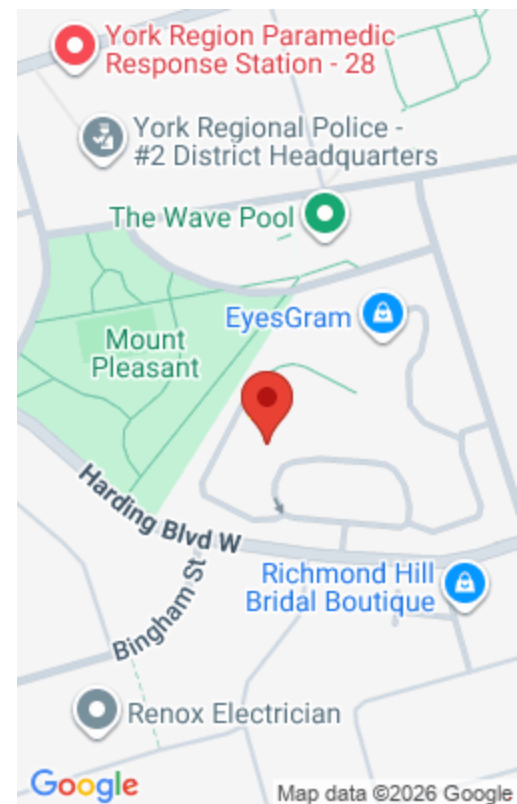 York Region Paramedic
Response Station - 28
York Regional Police -
#2 District Headquarters
The Wave Pool
EyesGram
Mount
Pleasant
Harding Blvd W
Richmond Hill
Bridal Boutique
Bingham St
Renox Electrician
Google
Map data ©2026 Google